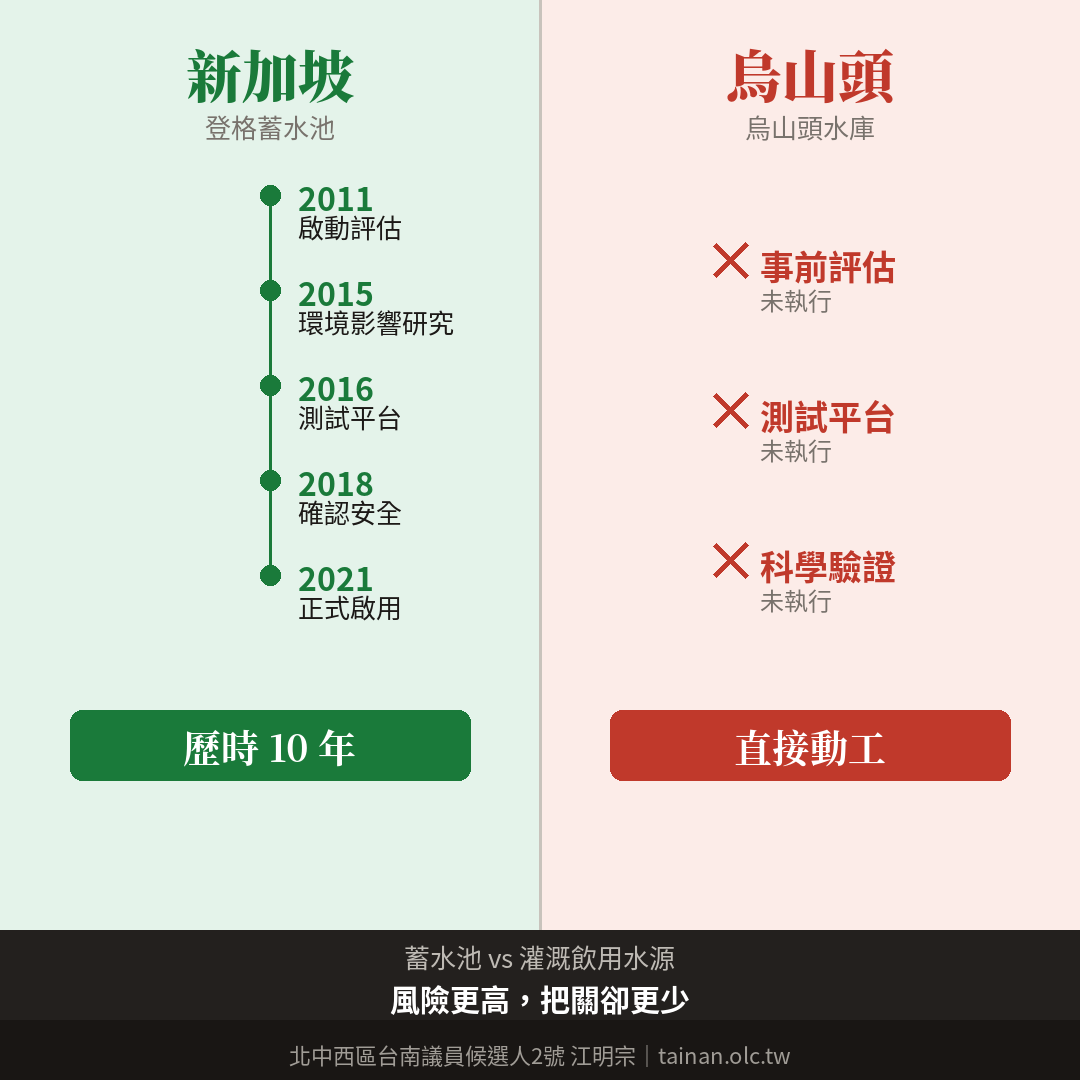 新加坡
登格蓄水池
2011
啟動評估
2015
環境影響研究
2016
測試平台
2018
確認安全
2021
正式啟用
歷時 10 年
烏山頭
烏山頭水庫
事前評估
未執行
測試平台
未執行
科學驗證
未執行
直接動工
蓄水池 vs 灌溉飲用水源
風險更高，把關卻更少
北中西區台南議員候選人2號 江明宗｜tainan.olc.tw